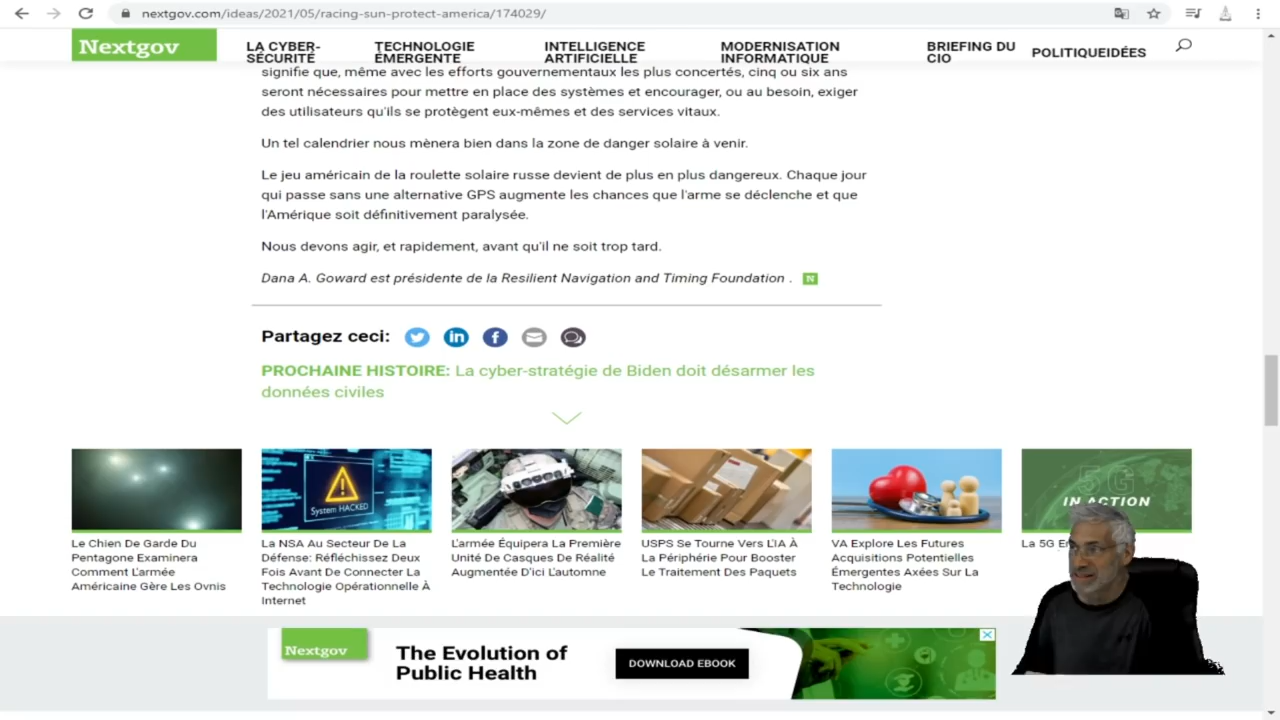 nextgov.com/ideas/2021/05/racing-sun-protect-america/174029/
Nextgov
LA CYBER-
SÉCURITÉ
TECHNOLOGIE
ÉMERGENTE
INTELLIGENCE
ARTIFICIELLE
MODERNISATION
INFORMATIQUE
BRIEFING DU
CIO
POLITIQUEIDÉES
signifie que, même avec les efforts gouvernementaux les plus concertés, cinq ou six ans
seront nécessaires pour mettre en place des systèmes et encourager, ou au besoin, exiger
des utilisateurs qu'ils se protègent eux-mêmes et des services vitaux.
Un tel calendrier nous mènera bien dans la zone de danger solaire à venir.
Le jeu américain de la roulette solaire russe devient de plus en plus dangereux. Chaque jour
qui passe sans une alternative GPS augmente les chances que l'arme se déclenche et que
l'Amérique soit définitivement paralysée.
Nous devons agir, et rapidement, avant qu'il ne soit trop tard.
Dana A. Goward est présidente de la Resilient Navigation and Timing Foundation . N
Partagez ceci:
PROCHAINE HISTOIRE: La cyber-stratégie de Biden doit désarmer les
données civiles
System HACKED
5G
IN ACTION
Le Chien De Garde Du
Pentagone Examinera
Comment L'armée
Américaine Gère Les Ovnis
La NSA Au Secteur De La
Défense: Réfléchissez Deux
Fois Avant De Connecter La
Technologie Opérationnelle À
Internet
L'armée Équipera La Première
Unité De Casques De Réalité
Augmentée D'ici L'automne
USPS Se Tourne Vers L'IA À
La Périphérie Pour Booster
Le Traitement Des Paquets
VA Explore Les Futures
Acquisitions Potentielles
Émergentes Axées Sur La
Technologie
La 5G
Nextgov
The Evolution of
Public Health
DOWNLOAD EBOOK